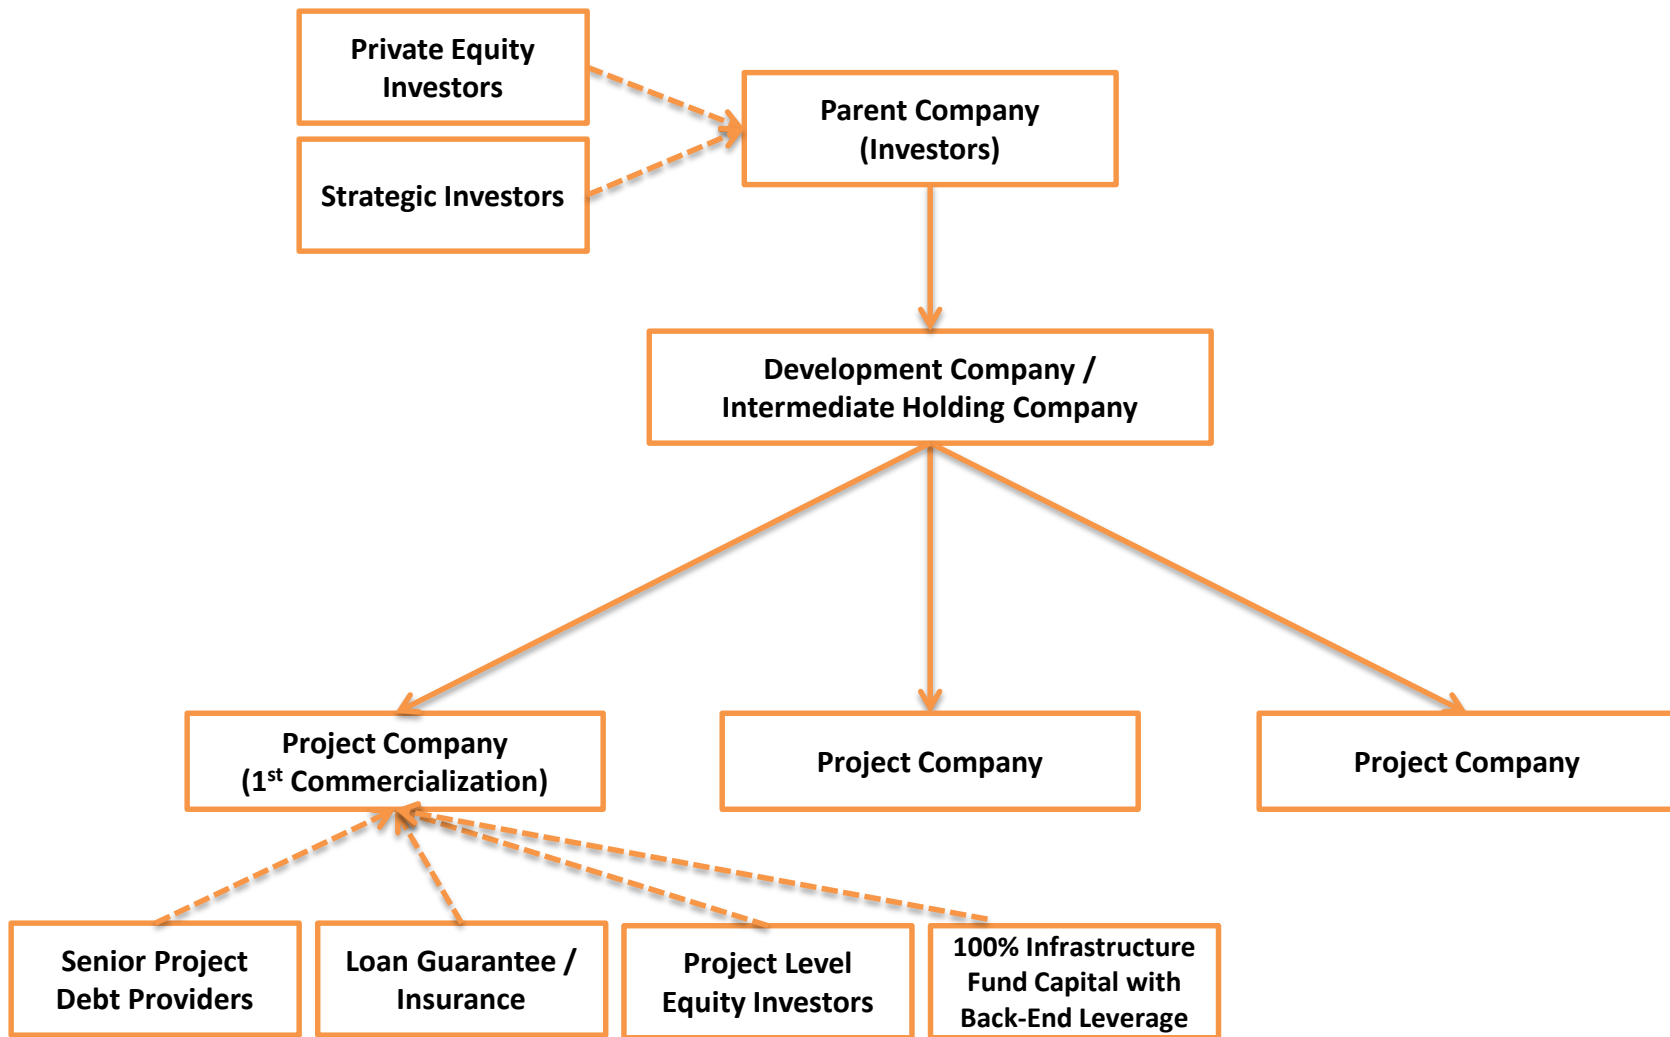 Private Equity
Investors
Parent Company
(Investors)
Strategic Investors
Development Company /
Intermediate Holding Company
Project Company
(1st Commercialization)
Project Company
Project Company
Senior Project
Debt Providers
Loan Guarantee /
Insurance
Project Level
Equity Investors
100% Infrastructure
Fund Capital with
Back-End Leverage